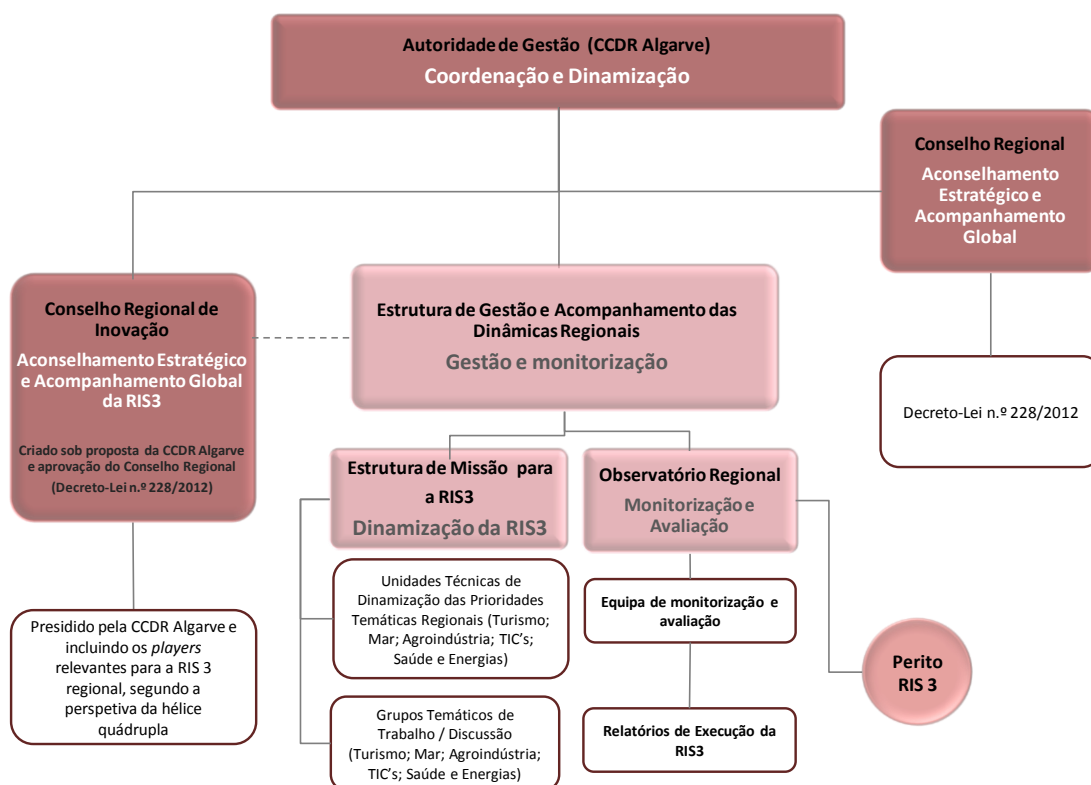 Autoridade de Gestão (CCDR Algarve)
Coordenação e Dinamização
Conselho Regional
Aconselhamento
Estratégico e
Acompanhamento
Global
Decreto-Lei n.º 228/2012
Conselho Regional de
Inovação
Aconselhamento Estratégico
e Acompanhamento Global
da RIS3
Criado sob proposta da CCDR Algarve
e aprovação do Conselho Regional
(Decreto-Lei n.º 228/2012)
Presidido pela CCDR Algarve e
incluindo os players
relevantes para a RIS 3
regional, segundo a
perspetiva da hélice
quádrupla
Estrutura de Gestão e Acompanhamento das
Dinâmicas Regionais
Gestão e monitorização
Estrutura de Missão para
a RIS3
Dinamização da RIS3
Unidades Técnicas de
Dinamização das Prioridades
Temáticas Regionais (Turismo;
Mar; Agroindústria; TIC's;
Saúde e Energias)
Grupos Temáticos de
Trabalho / Discussão
(Turismo; Mar; Agroindústria;
TIC's; Saúde e Energias)
Observatório Regional
Monitorização e
Avaliação
Equipa de monitorização e
avaliação
Relatórios de Execução da
RIS3
Perito
RIS 3